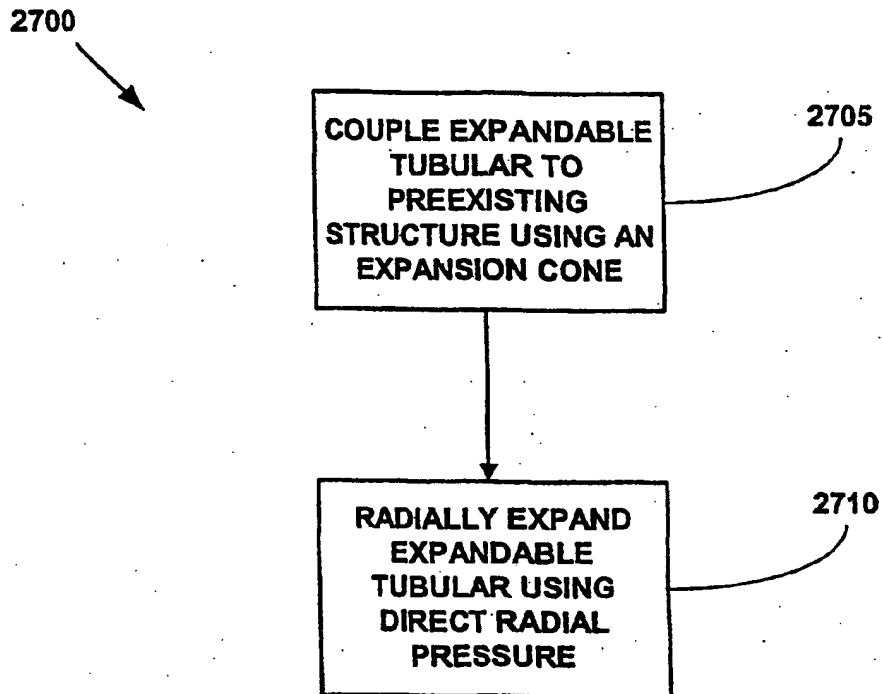 2700
COUPLE EXPANDABLE
TUBULAR TO
PREEXISTING
STRUCTURE USING AN
EXPANSION CONE
2705
RADIALLY EXPAND
EXPANDABLE
TUBULAR USING
DIRECT RADIAL
PRESSURE
2710